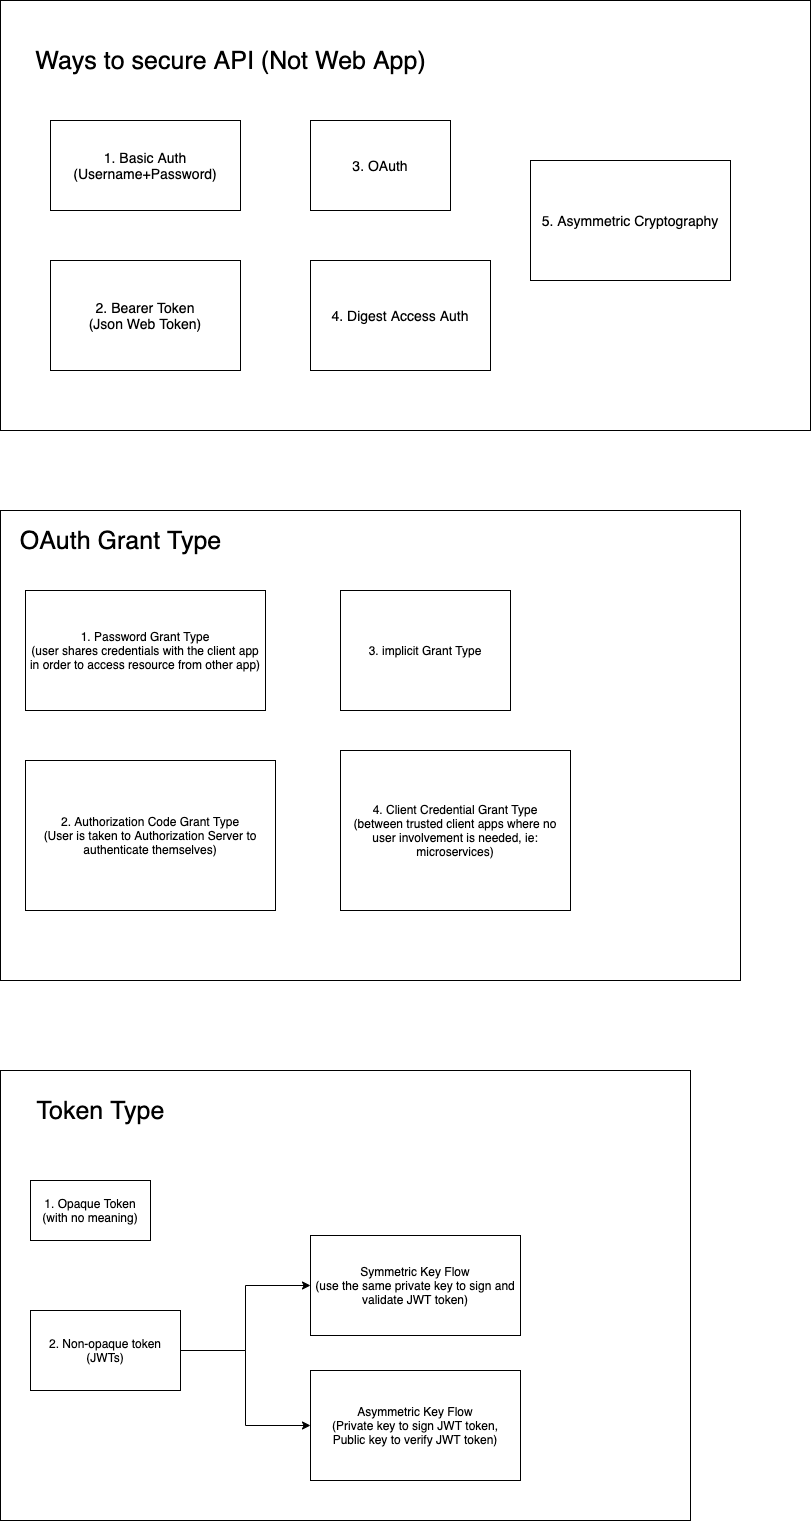 Ways to secure API (Not Web App)
1. Basic Auth
(Username+Password)
3. OAuth
5. Asymmetric Cryptography
2. Bearer Token
(Json Web Token)
4. Digest Access Auth
OAuth Grant Type
1. Password Grant Type
(user shares credentials with the client app
in order to access resource from other app)
3. implicit Grant Type
2. Authorization Code Grant Type
(User is taken to Authorization Server to
authenticate themselves)
4. Client Credential Grant Type
(between trusted client apps where no
user involvement is needed, ie:
microservices)
Token Type
1. Opaque Token
(with no meaning)
2. Non-opaque token
(JWTs)
Symmetric Key Flow
(use the same private key to sign and
validate JWT token)
Asymmetric Key Flow
(Private key to sign JWT token,
Public key to verify JWT token)